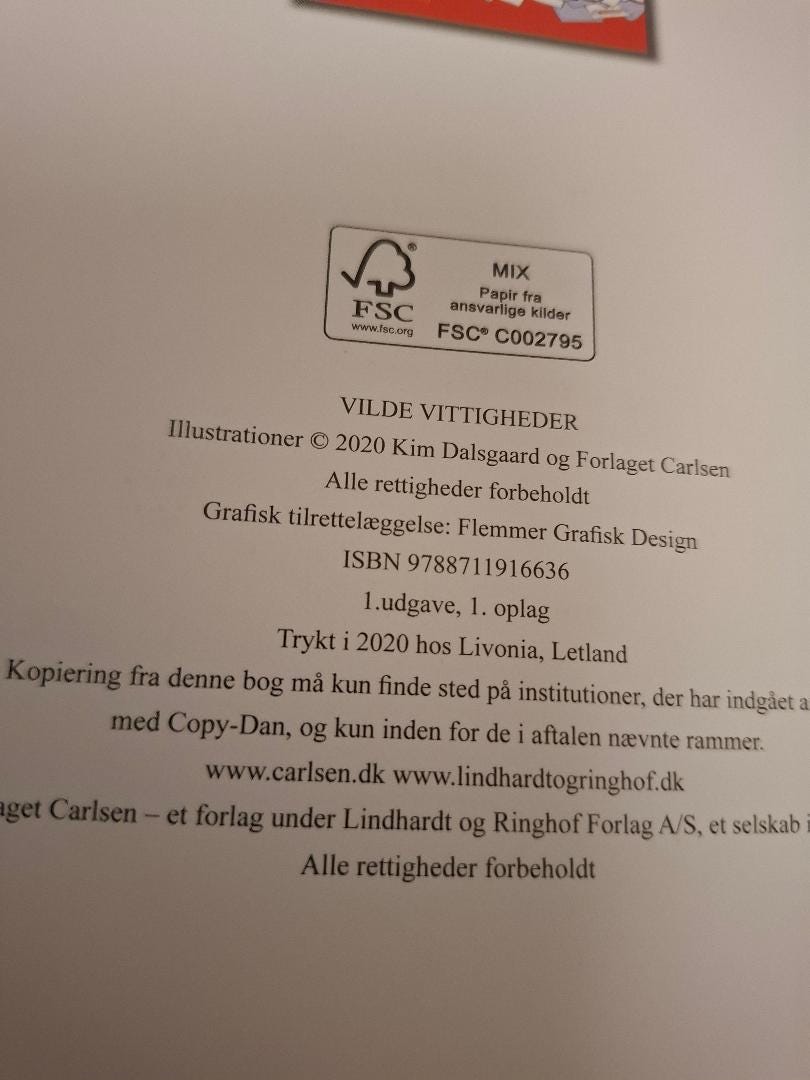 MIX
Papir fra
ansvarlige kilder
FSC® C002795
FSC
www.fsc.org
VILDE VITTIGHEDER
Illustrationer © 2020 Kim Dalsgaard og Forlaget Carlsen
Alle rettigheder forbeholdt
Grafisk tilrettelæggelse: Flemmer Grafisk Design
ISBN 9788711916636
1.udgave, 1. oplag
Trykt i 2020 hos Livonia, Letland
Kopiering fra denne bog må kun finde sted på institutioner, der har indgået
med Copy-Dan, og kun inden for de i aftalen nævnte rammer.
www.carlsen.dk www.lindhardtogringhof.dk
Carlsen – et forlag under Lindhardt og Ringhof Forlag A/S, et selskab
Alle rettigheder forbeholdt